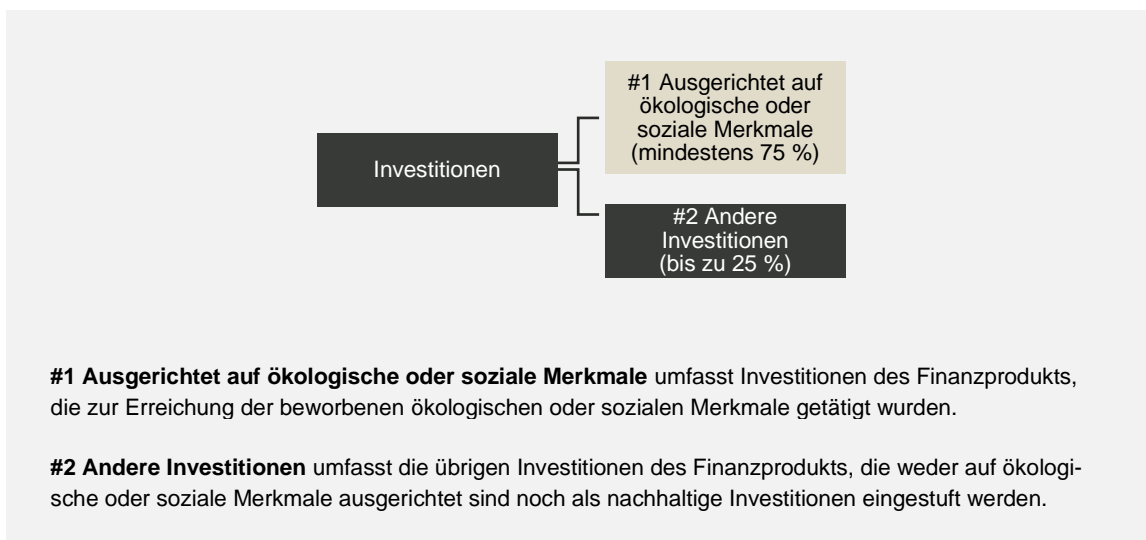 #1 Ausgerichtet auf
ökologische oder
soziale Merkmale
(mindestens 75 %)
Investitionen
#2 Andere
Investitionen
(bis zu 25 %)
#1 Ausgerichtet auf ökologische oder soziale Merkmale umfasst Investitionen des Finanzprodukts,
die zur Erreichung der beworbenen ökologischen oder sozialen Merkmale getätigt wurden.
#2 Andere Investitionen umfasst die übrigen Investitionen des Finanzprodukts, die weder auf ökologi-
sche oder soziale Merkmale ausgerichtet sind noch als nachhaltige Investitionen eingestuft werden.